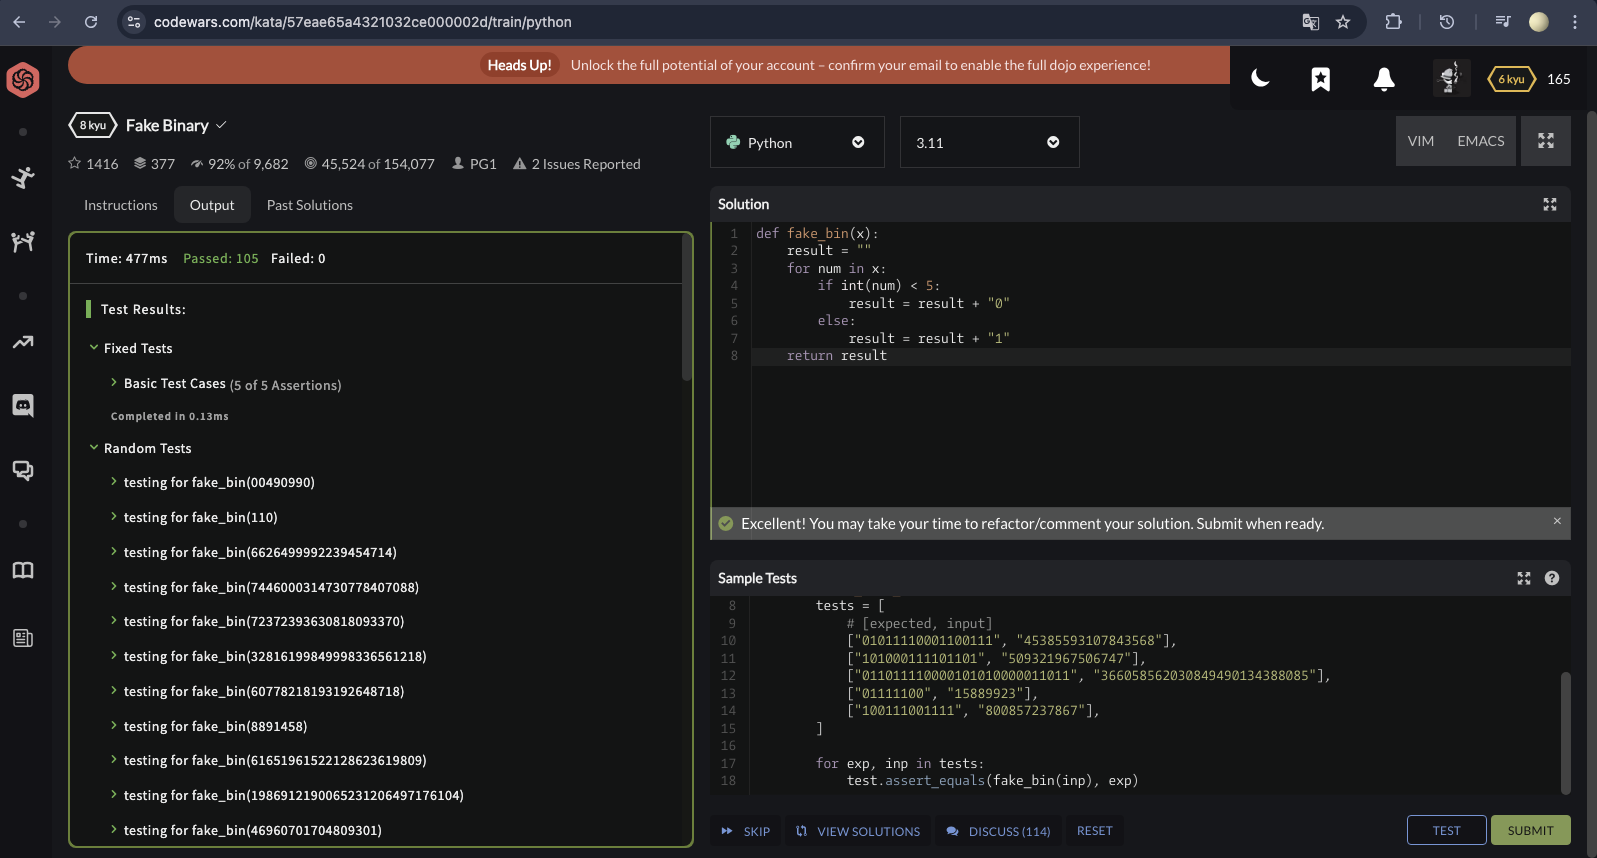 codewars.com/kata/57eae65a4321032ce000002d/train/python
Heads Up! Unlock the full potential of your account – confirm your email to enable the full dojo experience!
6 kyu 165
8 kyu Fake Binary
1416 377 92% of 9,682 45,524 of 154,077 PG1 2 Issues Reported
Instructions Output Past Solutions
Time: 477ms Passed: 105 Failed: 0
Test Results:
Fixed Tests
Basic Test Cases (5 of 5 Assertions)
Completed in 0.13ms
Random Tests
testing for fake_bin(00490990)
testing for fake_bin(110)
testing for fake_bin(6626499992239454714)
testing for fake_bin(7446000314730778407088)
testing for fake_bin(72372393630818093370)
testing for fake_bin(32816199849998336561218)
testing for fake_bin(60778218193192648718)
testing for fake_bin(8891458)
testing for fake_bin(61651961522128623619809)
testing for fake_bin(1986912190065231206497176104)
testing for fake_bin(46960701704809301)
Python 3.11 VIM EMACS
Solution
1 def fake_bin(x):
2     result = ""
3     for num in x:
4         if int(num) < 5:
5             result = result + "0"
6         else:
7             result = result + "1"
8     return result
Excellent! You may take your time to refactor/comment your solution. Submit when ready.
Sample Tests
8         tests = [
9             # [expected, input]
10             ["01011110001100111", "45385593107843568"],
11             ["101000111101101", "509321967506747"],
12             ["011011110000101010000011011", "366058562030849490134388085"],
13             ["01111100", "15889923"],
14             ["100111001111", "800857237867"],
15         ]
16
17         for exp, inp in tests:
18             test.assert_equals(fake_bin(inp), exp)
SKIP VIEW SOLUTIONS DISCUSS (114) RESET TEST SUBMIT